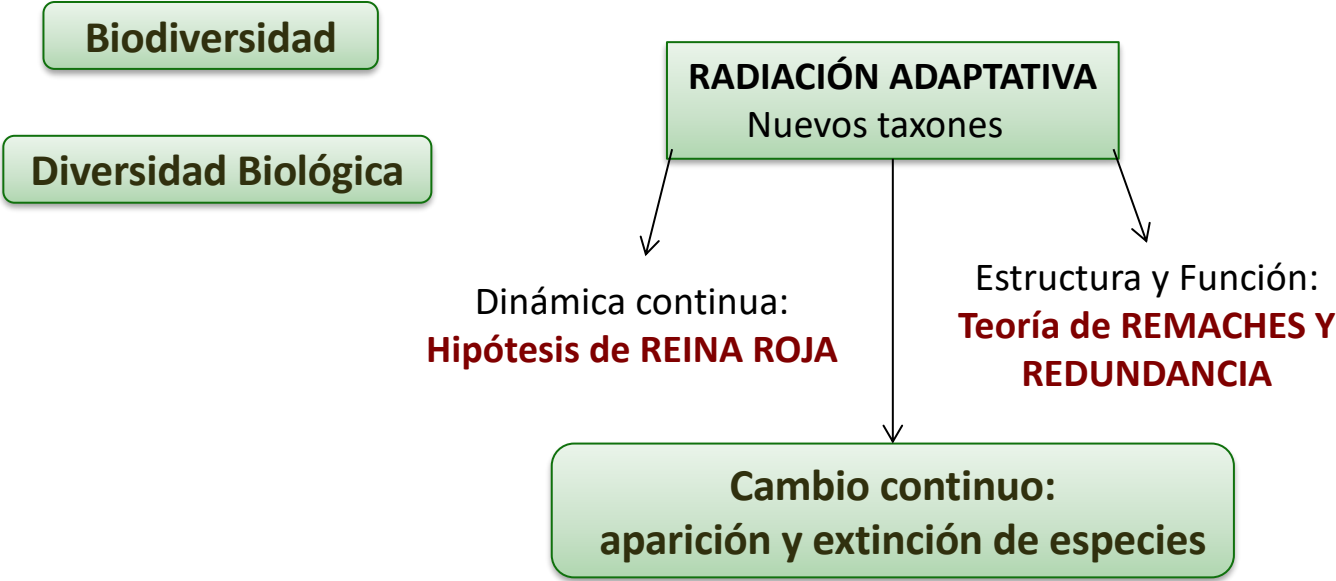 Biodiversidad
Diversidad Biológica
RADIACIÓN ADAPTATIVA
Nuevos taxones
Dinámica continua:
Hipótesis de REINA ROJA
Estructura y Función:
Teoría de REMACHES Y
REDUNDANCIA
Cambio continuo:
aparición y extinción de especies